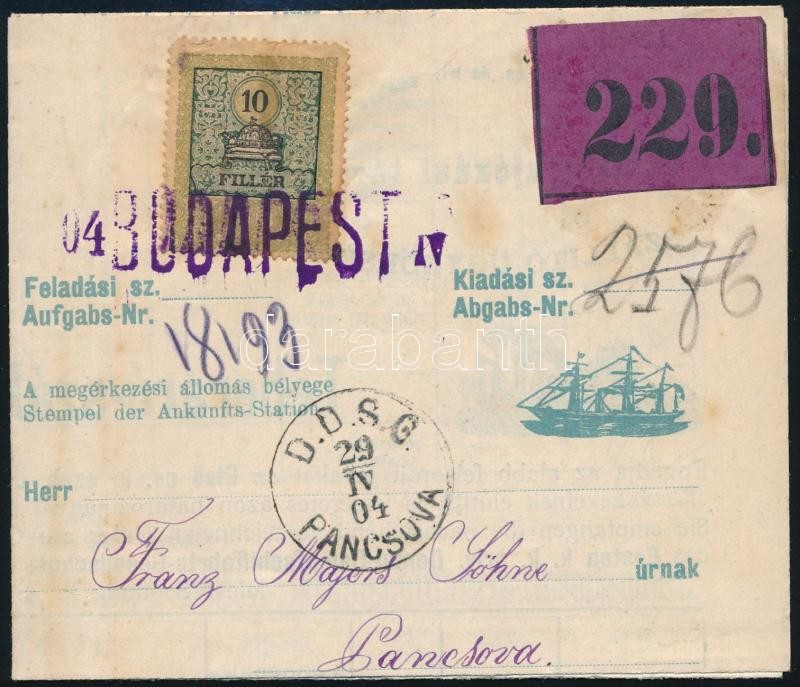 10
FILLÉR
229.
04 BUDAPEST IV
Feladási sz.
Aufgabs-Nr.
18193
Kiadási sz.
Abgabs-Nr.
2576
darabanth
A megérkezési állomás bélyege
Stempel der Ankunfts-Station
D.D.S.G.
29
IV
04
PANCSOVA
Herr
Franz Majors Söhne
úrnak
Pancsova.